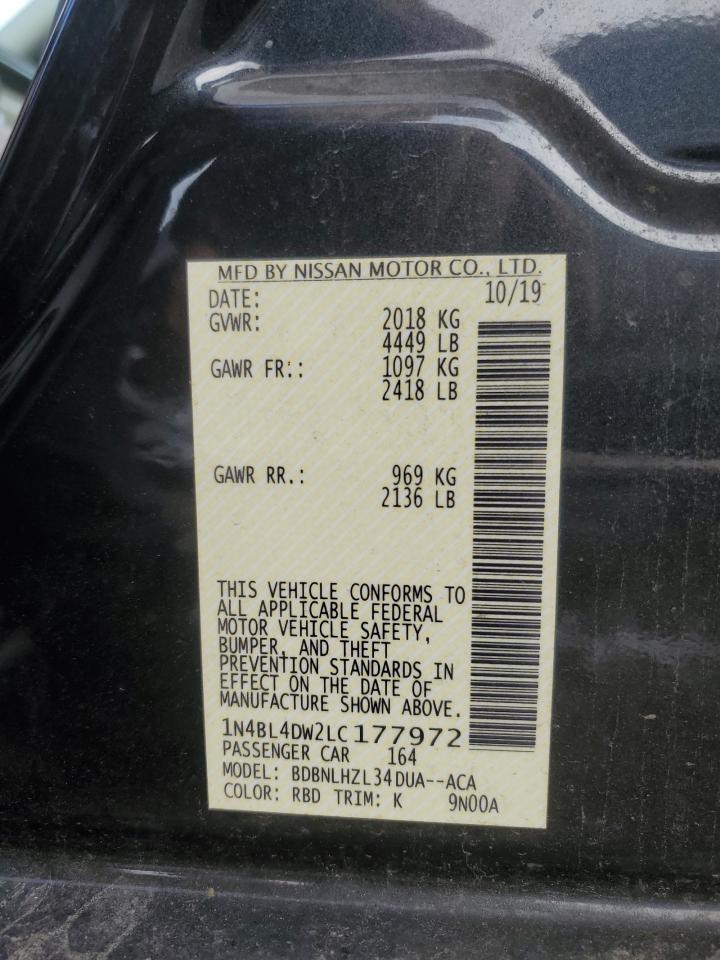 MFD BY NISSAN MOTOR CO., LTD.
DATE: 10/19
GVWR: 2018 KG
4449 LB
GAWR FR:: 1097 KG
2418 LB
GAWR RR.: 969 KG
2136 LB
THIS VEHICLE CONFORMS TO
ALL APPLICABLE FEDERAL
MOTOR VEHICLE SAFETY,
BUMPER, AND THEFT
PREVENTION STANDARDS IN
EFFECT ON THE DATE OF
MANUFACTURE SHOWN ABOVE.
1N4BL4DW2LC177972
PASSENGER CAR 164
MODEL: BDBNLHZL34DUA--ACA
COLOR: RBD TRIM: K 9N00A